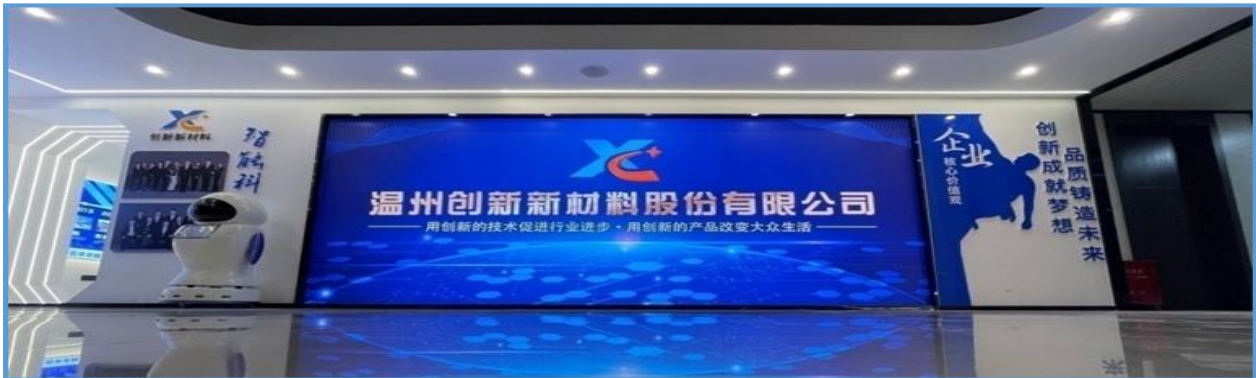 创新新材料
智能科
温州创新新材料股份有限公司
用创新的技术促进行业进步·用创新的产品改变大众生活
企业
核心价值观
创新成就梦想
品质铸造未来